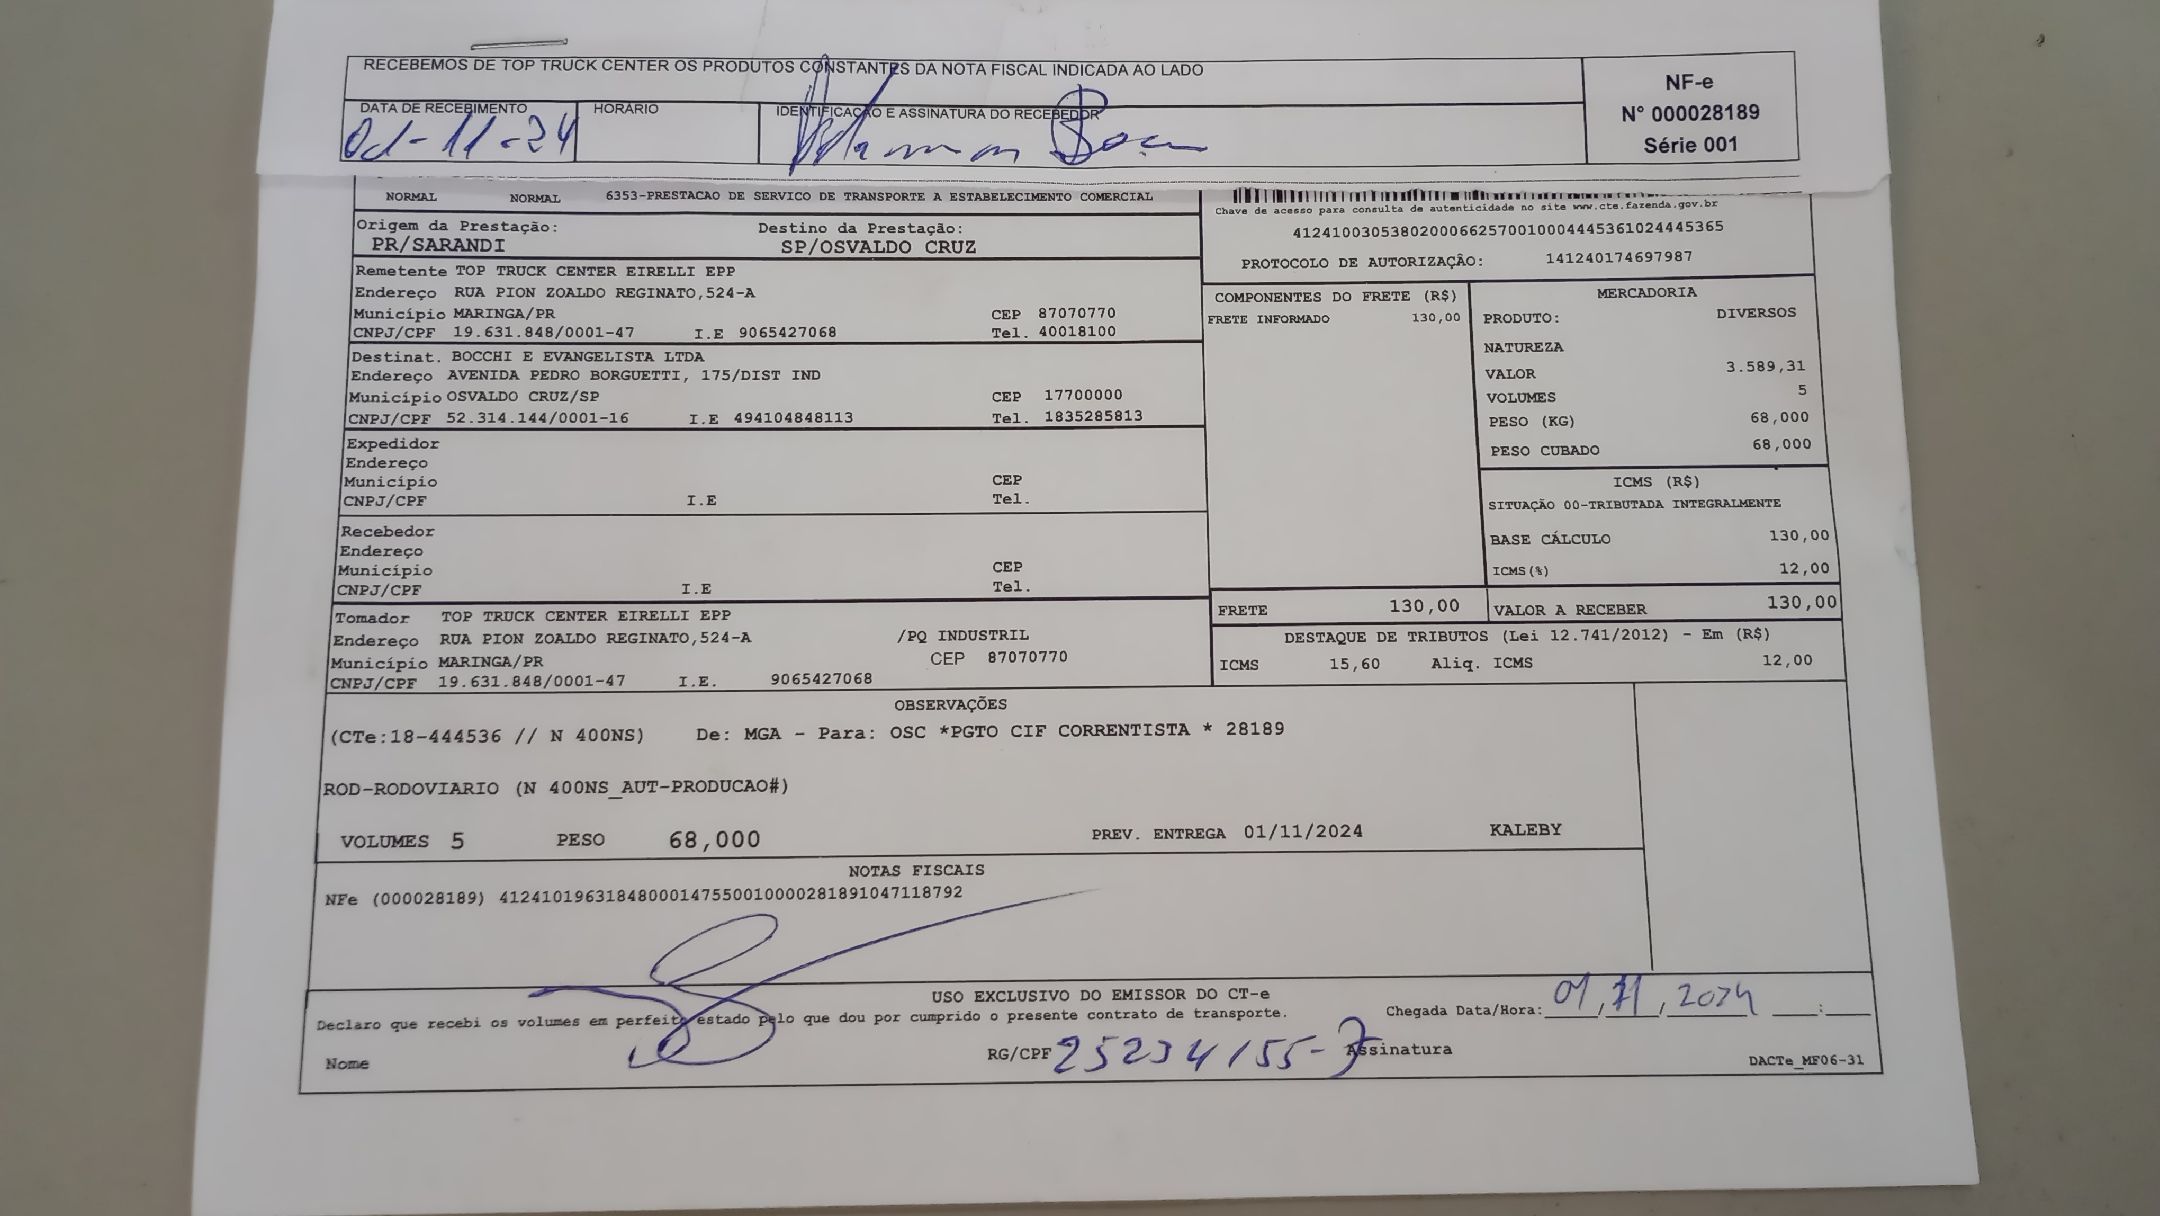 RECEBEMOS DE TOP TRUCK CENTER OS PRODUTOS CONSTANTES DA NOTA FISCAL INDICADA AO LADO
NF-e
Nº 000028189
Série 001
DATA DE RECEBIMENTO HORARIO IDENTIFICAÇÃO E ASSINATURA DO RECEBEDOR
01-11-24
NORMAL NORMAL 6353-PRESTACAO DE SERVICO DE TRANSPORTE A ESTABELECIMENTO COMERCIAL
Chave de acesso para consulta de autenticidade no site www.cte.fazenda.gov.br
41241003053802000662570010004445361024445365
PROTOCOLO DE AUTORIZAÇÃO: 141240174697987
Origem da Prestação: Destino da Prestação:
PR/SARANDI SP/OSVALDO CRUZ
Remetente TOP TRUCK CENTER EIRELLI EPP
Endereço RUA PION ZOALDO REGINATO,524-A
Município MARINGA/PR CEP 87070770
CNPJ/CPF 19.631.848/0001-47 I.E 9065427068 Tel. 40018100
Destinat. BOCCHI E EVANGELISTA LTDA
Endereço AVENIDA PEDRO BORGUETTI, 175/DIST IND
Município OSVALDO CRUZ/SP CEP 17700000
CNPJ/CPF 52.314.144/0001-16 I.E 494104848113 Tel. 1835285813
Expedidor
Endereço
Município CEP
CNPJ/CPF I.E Tel.
Recebedor
Endereço
Município CEP
CNPJ/CPF I.E Tel.
Tomador TOP TRUCK CENTER EIRELLI EPP
Endereço RUA PION ZOALDO REGINATO,524-A /PQ INDUSTRIL
Município MARINGA/PR CEP 87070770
CNPJ/CPF 19.631.848/0001-47 I.E. 9065427068
COMPONENTES DO FRETE (R$)
FRETE INFORMADO 130,00
MERCADORIA
PRODUTO: DIVERSOS
NATUREZA
VALOR 3.589,31
VOLUMES 5
PESO (KG) 68,000
PESO CUBADO 68,000
ICMS (R$)
SITUAÇÃO 00-TRIBUTADA INTEGRALMENTE
BASE CÁLCULO 130,00
ICMS(%) 12,00
FRETE 130,00 VALOR A RECEBER 130,00
DESTAQUE DE TRIBUTOS (Lei 12.741/2012) - Em (R$)
ICMS 15,60 Aliq. ICMS 12,00
OBSERVAÇÕES
(CTe:18-444536 // N 400NS) De: MGA - Para: OSC *PGTO CIF CORRENTISTA * 28189
ROD-RODOVIARIO (N 400NS_AUT-PRODUCAO#)
VOLUMES 5 PESO 68,000 PREV. ENTREGA 01/11/2024 KALEBY
NOTAS FISCAIS
NFe (000028189) 41241019631848000147550010000281891047118792
USO EXCLUSIVO DO EMISSOR DO CT-e
Declaro que recebi os volumes em perfeito estado pelo que dou por cumprido o presente contrato de transporte. Chegada Data/Hora: 01, 11, 2024 :
Nome RG/CPF 25234155-7 Assinatura DACTe_MF06-31